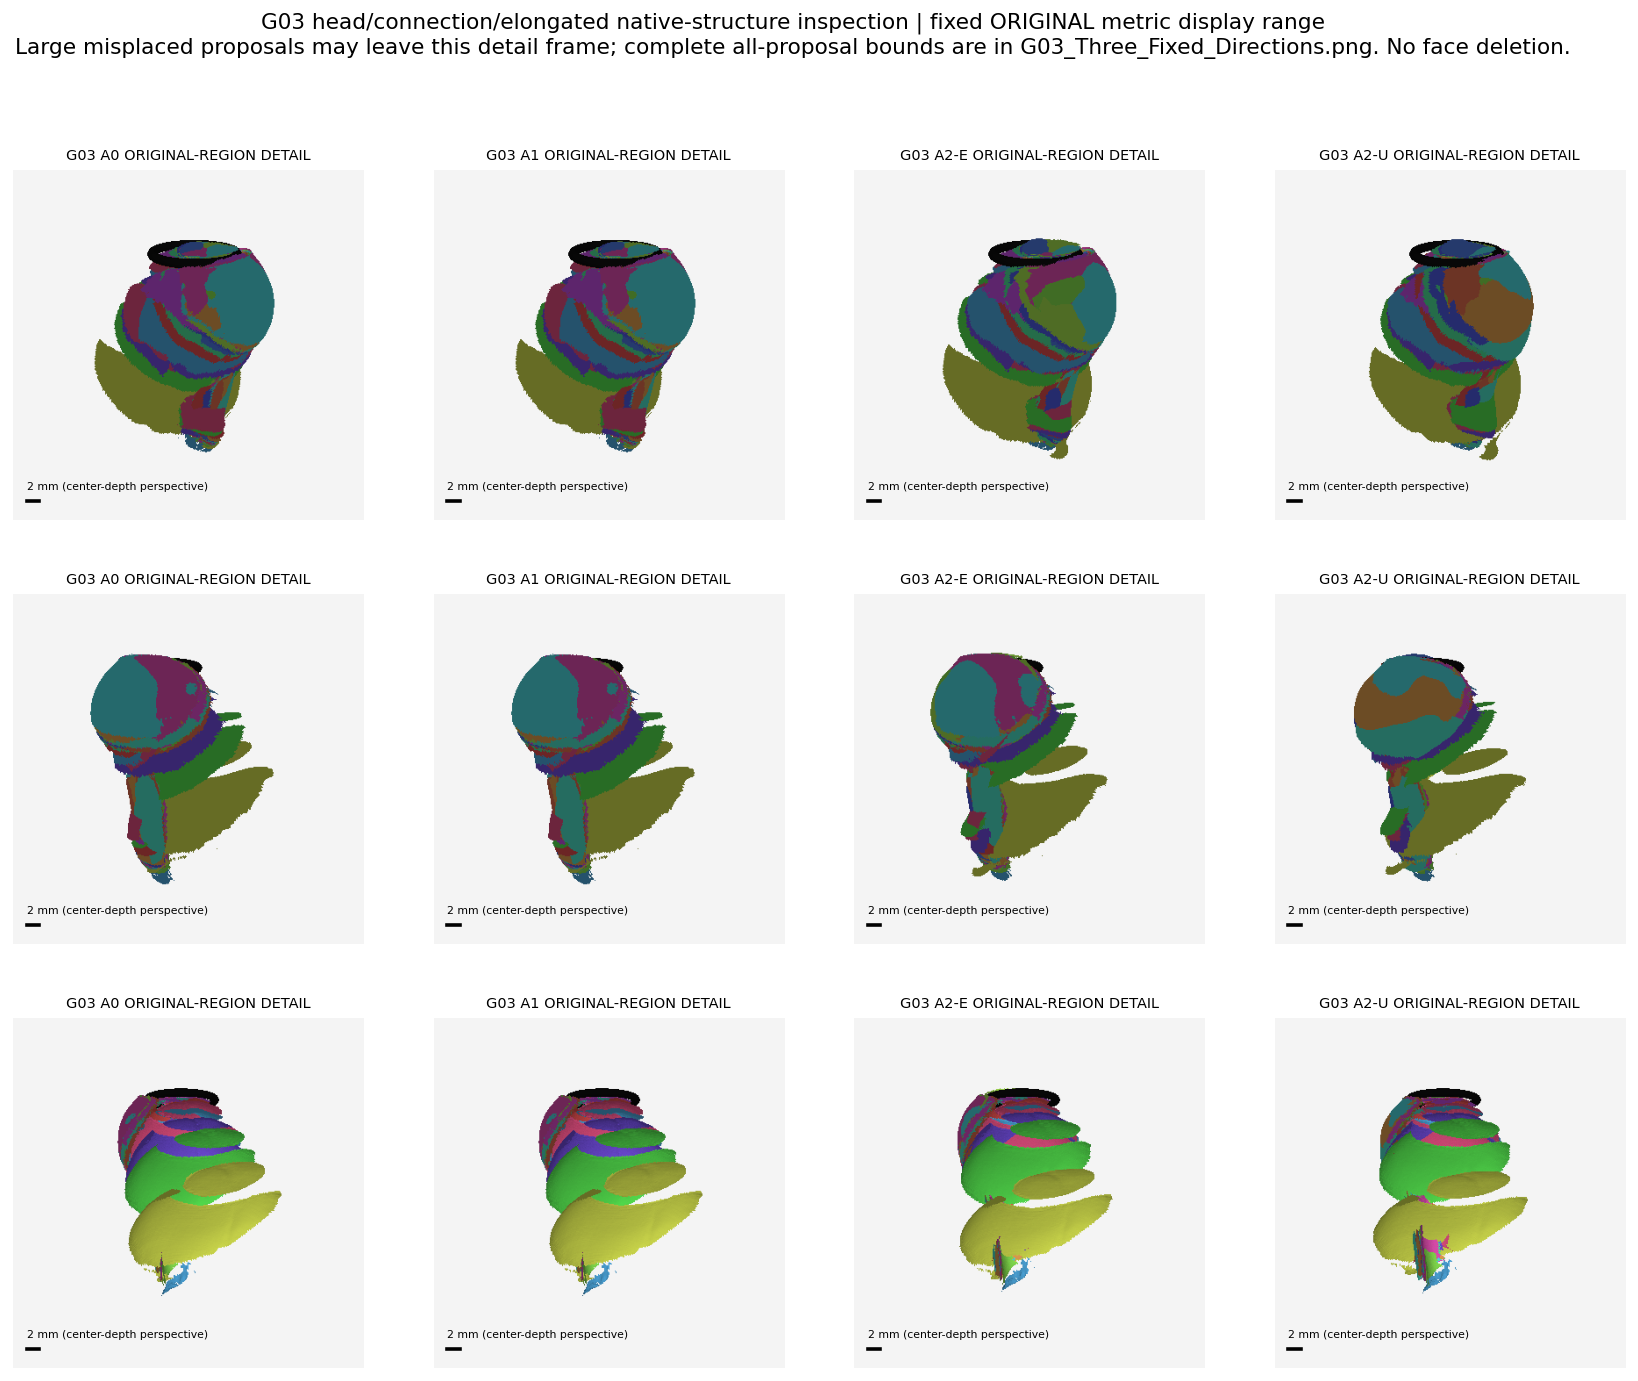 G03 head/connection/elongated native-structure inspection | fixed ORIGINAL metric display range
Large misplaced proposals may leave this detail frame; complete all-proposal bounds are in G03_Three_Fixed_Directions.png. No face deletion.
G03 A0 ORIGINAL-REGION DETAIL
G03 A1 ORIGINAL-REGION DETAIL
G03 A2-E ORIGINAL-REGION DETAIL
G03 A2-U ORIGINAL-REGION DETAIL
2 mm (center-depth perspective)
2 mm (center-depth perspective)
2 mm (center-depth perspective)
2 mm (center-depth perspective)
G03 A0 ORIGINAL-REGION DETAIL
G03 A1 ORIGINAL-REGION DETAIL
G03 A2-E ORIGINAL-REGION DETAIL
G03 A2-U ORIGINAL-REGION DETAIL
2 mm (center-depth perspective)
2 mm (center-depth perspective)
2 mm (center-depth perspective)
2 mm (center-depth perspective)
G03 A0 ORIGINAL-REGION DETAIL
G03 A1 ORIGINAL-REGION DETAIL
G03 A2-E ORIGINAL-REGION DETAIL
G03 A2-U ORIGINAL-REGION DETAIL
2 mm (center-depth perspective)
2 mm (center-depth perspective)
2 mm (center-depth perspective)
2 mm (center-depth perspective)